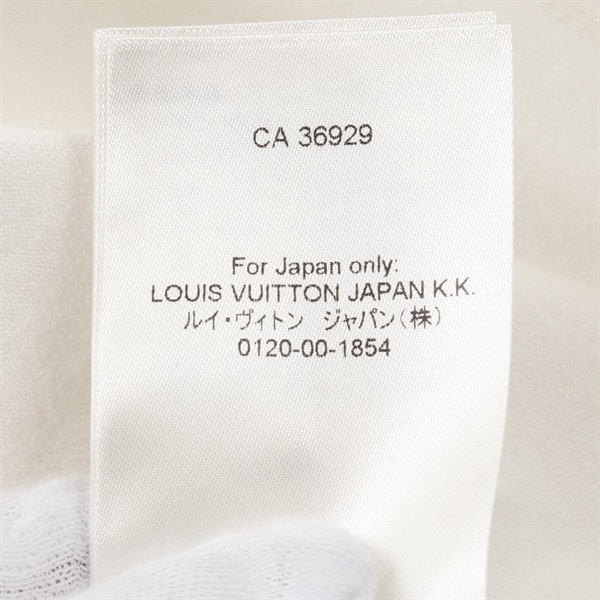 CA 36929
For Japan only:
LOUIS VUITTON JAPAN K.K.
ルイ・ヴィトン ジャパン(株)
0120-00-1854